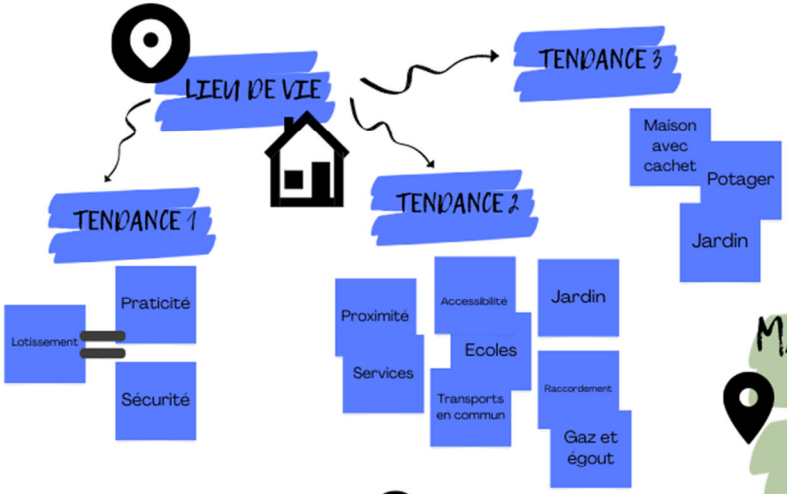 LIEU DE VIE
TENDANCE 3
Maison
avec
cachet
Potager
Jardin
TENDANCE 1
Praticité
Lotissement
Sécurité
TENDANCE 2
Proximité
Services
Accessibilité
Ecoles
Transports
en commun
Jardin
Raccordement
Gaz et
égout